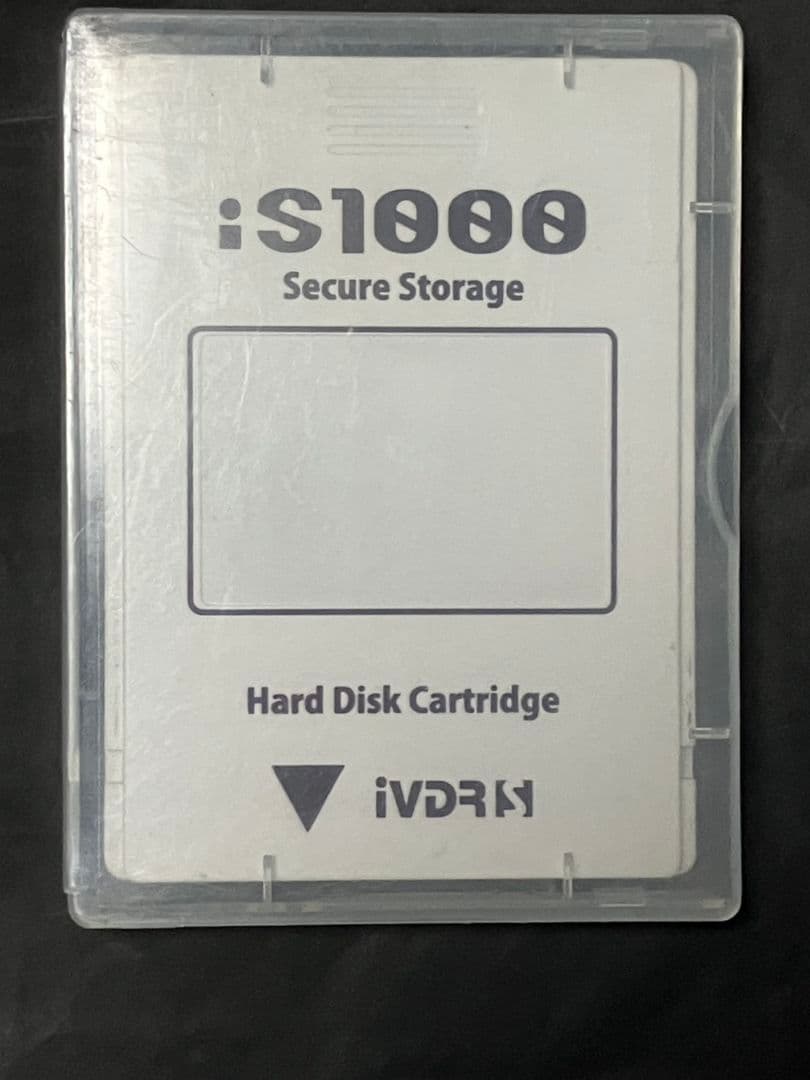 iS1000
Secure Storage
Hard Disk Cartridge
iVDR S